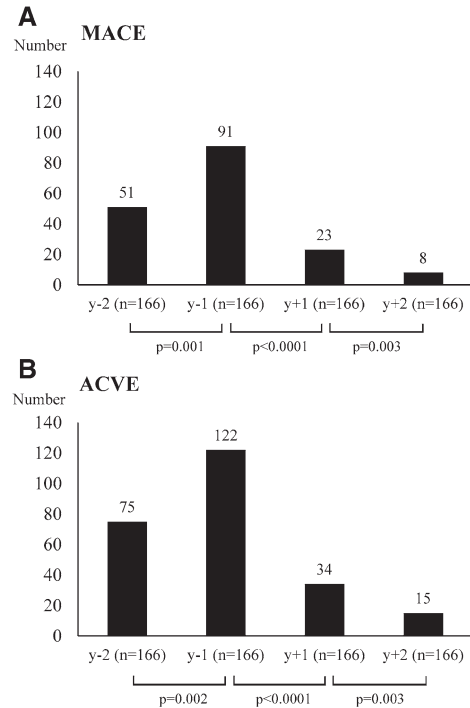 A
MACE
Number
140
120
100
80
60
40
20
0
51
91
23
8
y-2 (n=166) y-1 (n=166) y+1 (n=166) y+2 (n=166)
p=0.001 p<0.0001 p=0.003
B
ACVE
Number
140
120
100
80
60
40
20
0
75
122
34
15
y-2 (n=166) y-1 (n=166) y+1 (n=166) y+2 (n=166)
p=0.002 p<0.0001 p=0.003